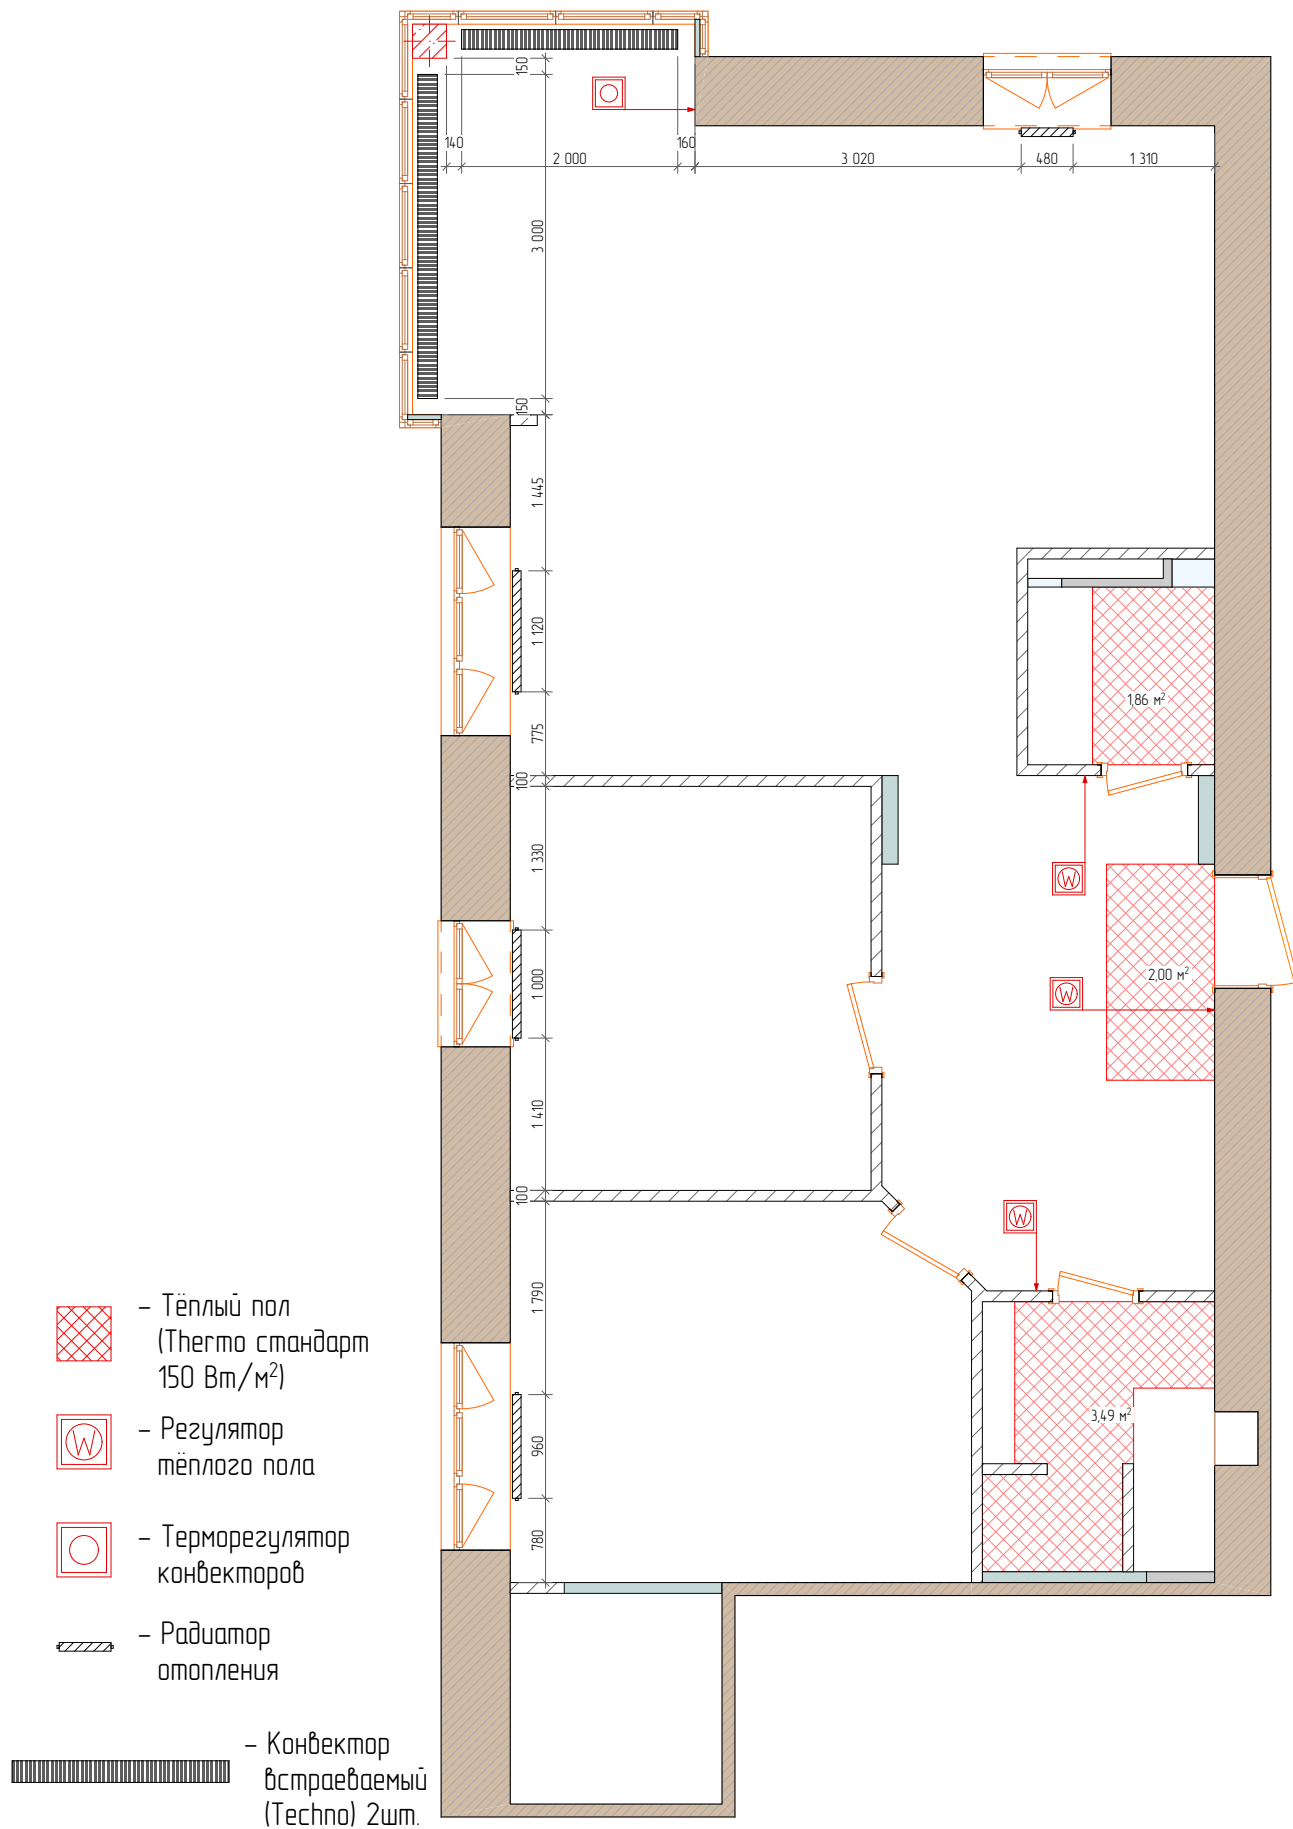 150
140
2 000
160
3 020
480
1 310
3 000
150
1 445
1 120
775
1,86 м²
100
1 330
1 000
2,00 м²
1 410
100
1 790
3,49 м²
960
780
W
W
W
– Тёплый пол
(Thermo стандарт
150 Вт/м²)
W
– Регулятор
тёплого пола
– Терморегулятор
конвекторов
– Радиатор
отопления
– Конвектор
встраеваемый
(Techno) 2шт.